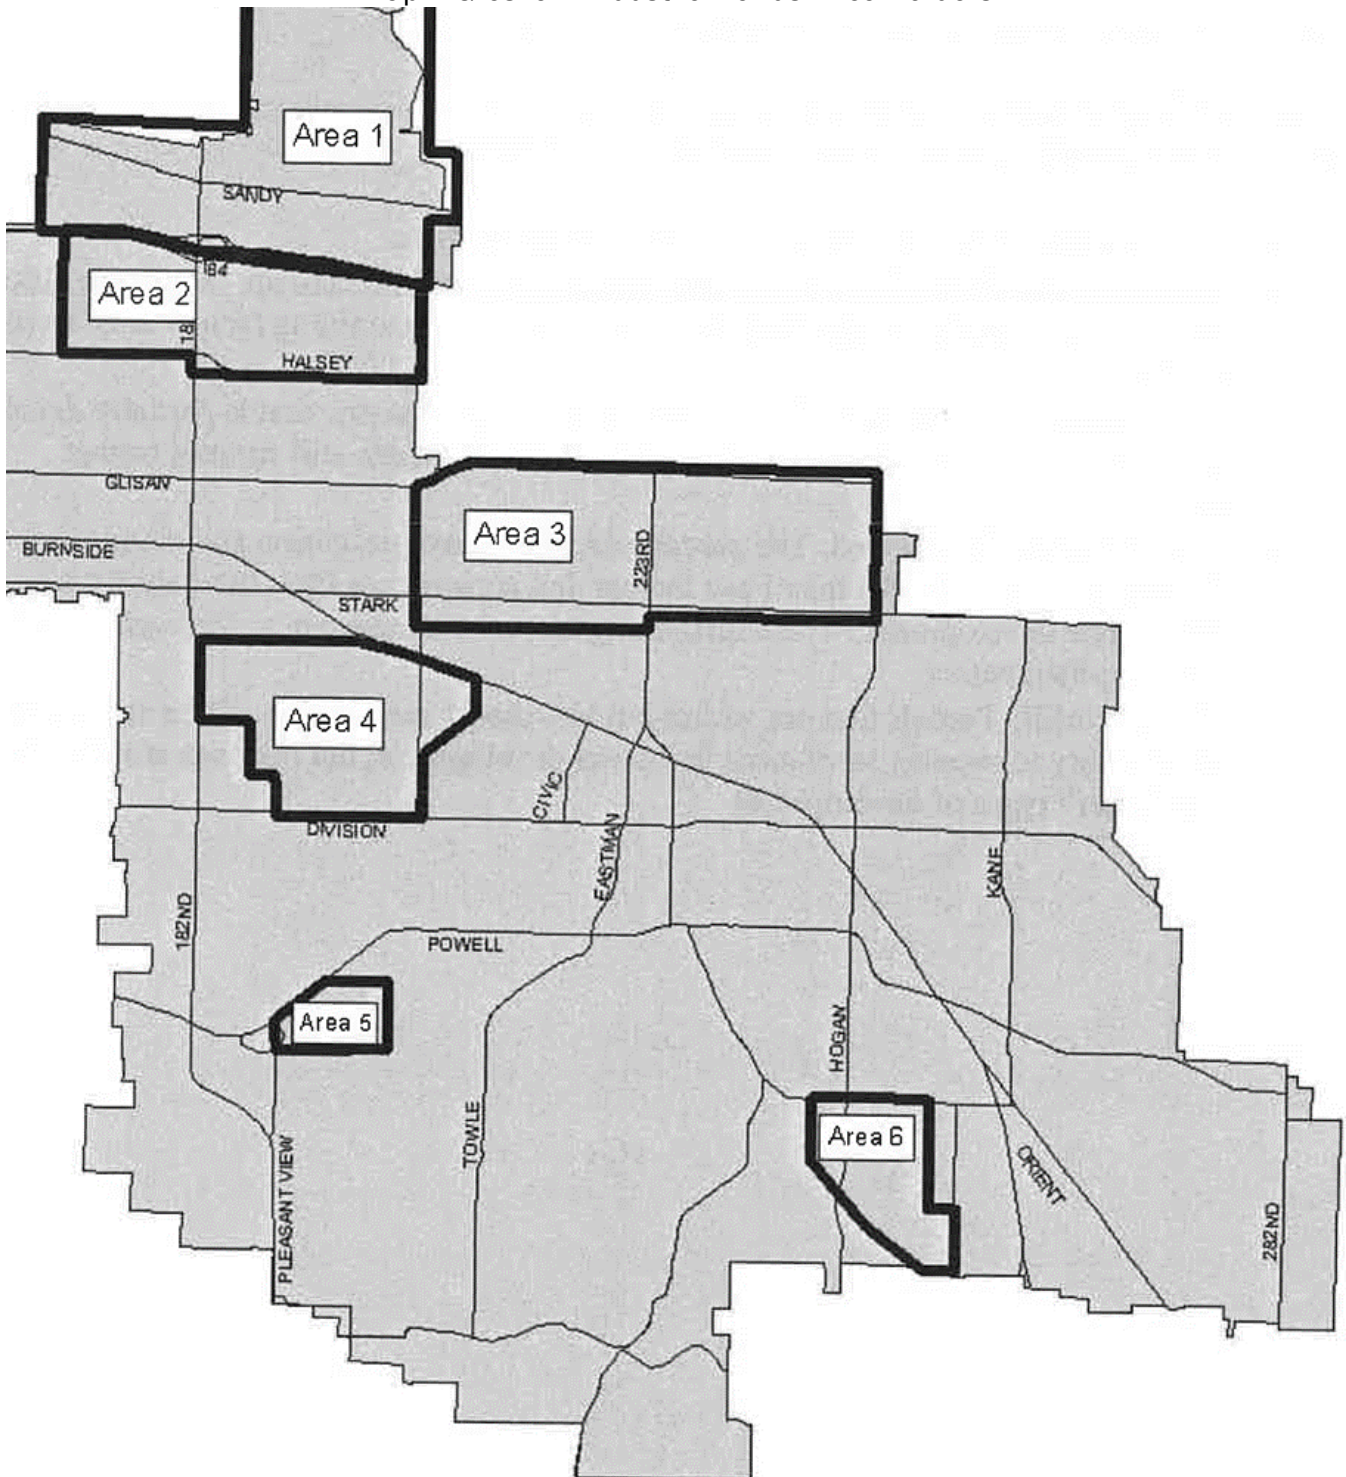 Area 1
SANDY
184
Area 2
18
HALSEY
GLISAN
Area 3
223RD
BURNSIDE
STARK
Area 4
CIVIC
DIVISION
EASTMAN
KANE
182ND
POWELL
Area 5
HOGAN
TOWLE
Area 6
PLEASANT VIEW
ORIENT
282ND